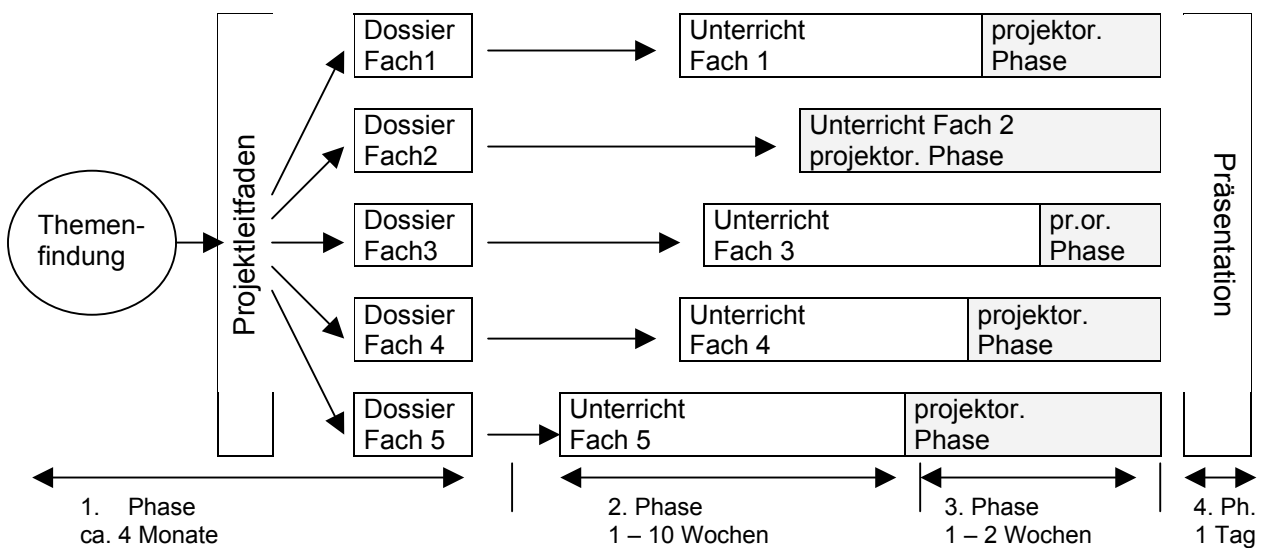 Themen-
findung
Projektleitfaden
Dossier
Fach1
Unterricht
Fach 1
projektor.
Phase
Dossier
Fach2
Unterricht Fach 2
projektor. Phase
Dossier
Fach3
Unterricht
Fach 3
pr.or.
Phase
Dossier
Fach 4
Unterricht
Fach 4
projektor.
Phase
Dossier
Fach 5
Unterricht
Fach 5
projektor.
Phase
Präsentation
1. Phase
ca. 4 Monate
2. Phase
1 – 10 Wochen
3. Phase
1 – 2 Wochen
4. Ph.
1 Tag